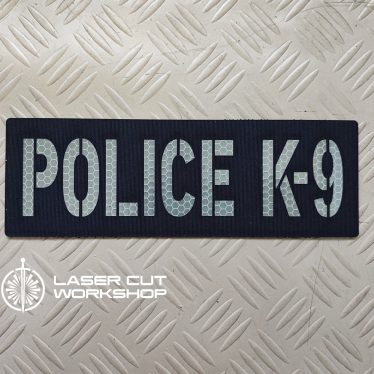 POLICE K-9
LASER CUT
WORKSHOP